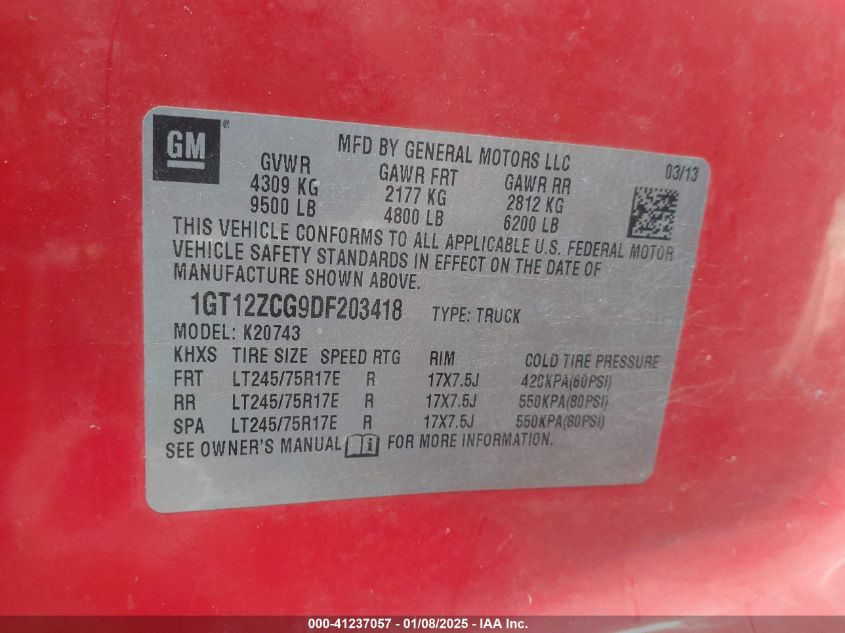 GM®
MFD BY GENERAL MOTORS LLC
03/13
GVWR GAWR FRT GAWR RR
4309 KG 2177 KG 2812 KG
9500 LB 4800 LB 6200 LB
THIS VEHICLE CONFORMS TO ALL APPLICABLE U.S. FEDERAL MOTOR
VEHICLE SAFETY STANDARDS IN EFFECT ON THE DATE OF
MANUFACTURE SHOWN ABOVE.
1GT12ZCG9DF203418 TYPE: TRUCK
MODEL: K20743
KHXS TIRE SIZE SPEED RTG RIM COLD TIRE PRESSURE
FRT LT245/75R17E R 17X7.5J 420KPA(60PSI)
RR LT245/75R17E R 17X7.5J 550KPA(80PSI)
SPA LT245/75R17E R 17X7.5J 550KPA(80PSI)
SEE OWNER'S MANUAL FOR MORE INFORMATION.
000-41237057 - 01/08/2025 - IAA Inc.